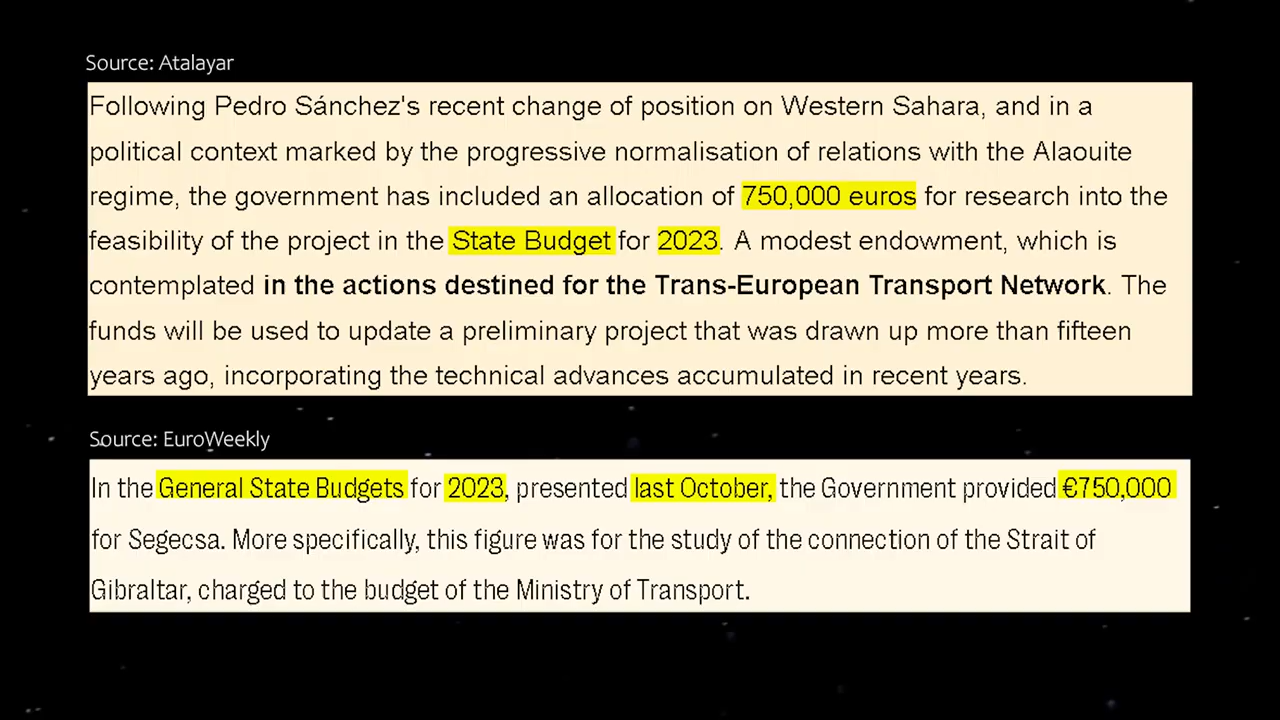 Source: Atalayar
Following Pedro Sánchez's recent change of position on Western Sahara, and in a
political context marked by the progressive normalisation of relations with the Alaouite
regime, the government has included an allocation of 750,000 euros for research into the
feasibility of the project in the State Budget for 2023. A modest endowment, which is
contemplated in the actions destined for the Trans-European Transport Network. The
funds will be used to update a preliminary project that was drawn up more than fifteen
years ago, incorporating the technical advances accumulated in recent years.
Source: EuroWeekly
In the General State Budgets for 2023, presented last October, the Government provided €750,000
for Segecsa. More specifically, this figure was for the study of the connection of the Strait of
Gibraltar, charged to the budget of the Ministry of Transport.